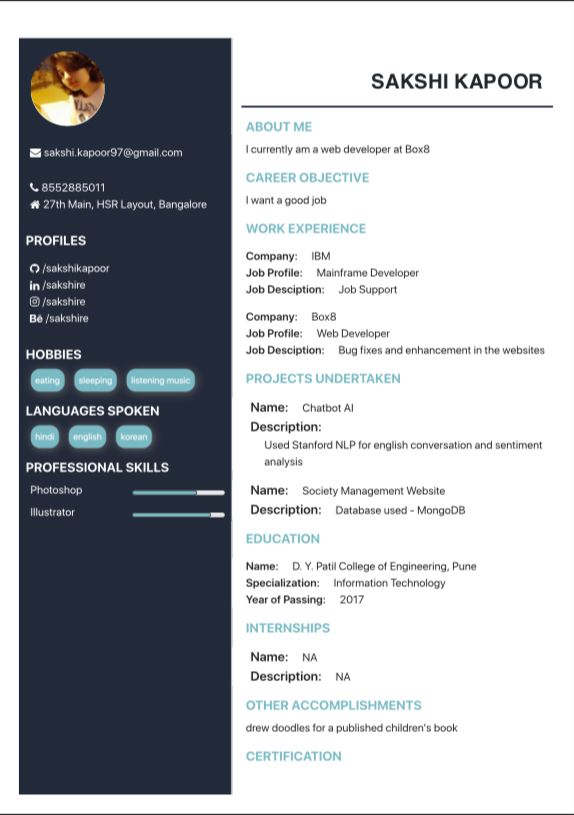 SAKSHI KAPOOR
sakshi.kapoor97@gmail.com
8552885011
27th Main, HSR Layout, Bangalore
PROFILES
/sakshikapoor
in /sakshire
/sakshire
Bē /sakshire
HOBBIES
eating sleeping listening music
LANGUAGES SPOKEN
hindi english korean
PROFESSIONAL SKILLS
Photoshop
Illustrator
ABOUT ME
I currently am a web developer at Box8
CAREER OBJECTIVE
I want a good job
WORK EXPERIENCE
Company: IBM
Job Profile: Mainframe Developer
Job Desciption: Job Support
Company: Box8
Job Profile: Web Developer
Job Desciption: Bug fixes and enhancement in the websites
PROJECTS UNDERTAKEN
Name: Chatbot AI
Description:
Used Stanford NLP for english conversation and sentiment
analysis
Name: Society Management Website
Description: Database used - MongoDB
EDUCATION
Name: D. Y. Patil College of Engineering, Pune
Specialization: Information Technology
Year of Passing: 2017
INTERNSHIPS
Name: NA
Description: NA
OTHER ACCOMPLISHMENTS
drew doodles for a published children's book
CERTIFICATION